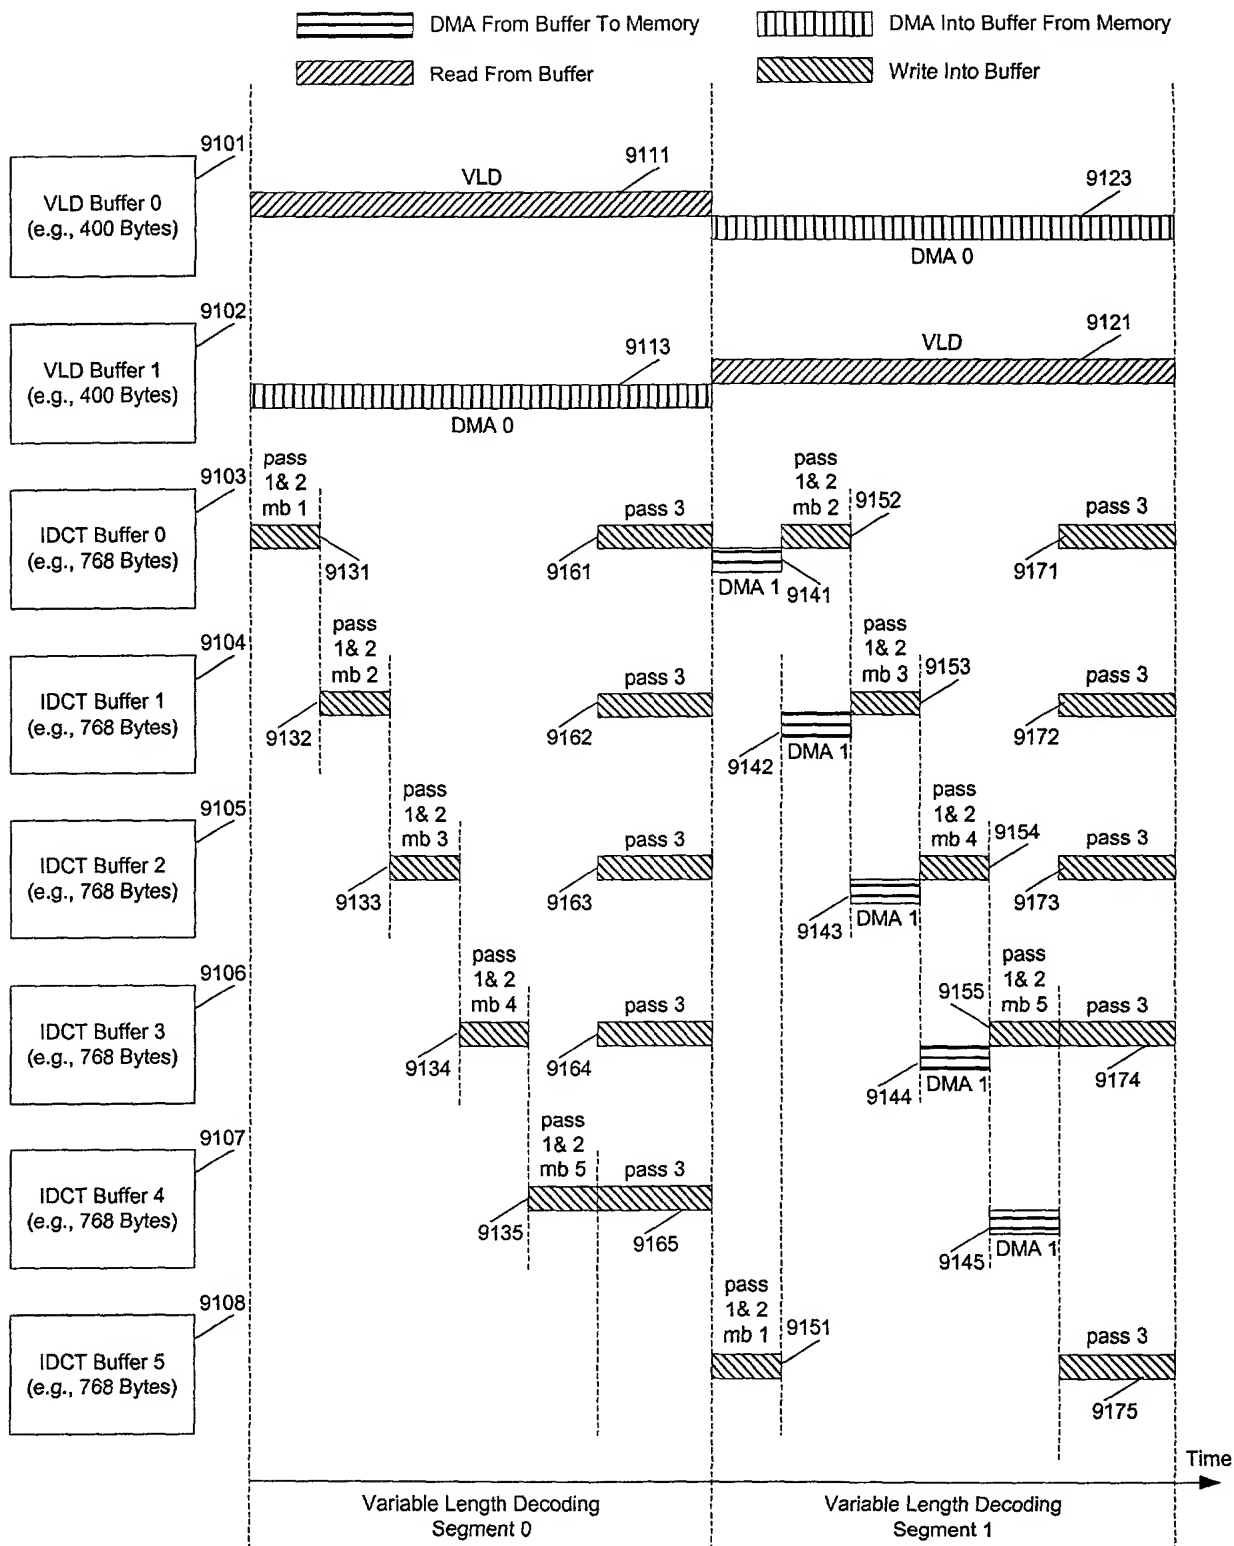 DMA From Buffer To Memory
DMA Into Buffer From Memory
Read From Buffer
Write Into Buffer
9101
VLD Buffer 0
(e.g., 400 Bytes)
VLD
9111
9123
DMA 0
9102
VLD Buffer 1
(e.g., 400 Bytes)
9113
DMA 0
VLD
9121
9103
IDCT Buffer 0
(e.g., 768 Bytes)
pass
1& 2
mb 1
9131
pass 3
9161
DMA 1
9141
pass
1& 2
mb 2
9152
pass 3
9171
9104
IDCT Buffer 1
(e.g., 768 Bytes)
pass
1& 2
mb 2
9132
pass 3
9162
DMA 1
9142
pass
1& 2
mb 3
9153
pass 3
9172
9105
IDCT Buffer 2
(e.g., 768 Bytes)
pass
1& 2
mb 3
9133
pass 3
9163
DMA 1
9143
pass
1& 2
mb 4
9154
pass 3
9173
9106
IDCT Buffer 3
(e.g., 768 Bytes)
pass
1& 2
mb 4
9134
pass 3
9164
DMA 1
9144
pass
1& 2
mb 5
9155
pass 3
9174
9107
IDCT Buffer 4
(e.g., 768 Bytes)
pass
1& 2
mb 5
9135
pass 3
9165
DMA 1
9145
9108
IDCT Buffer 5
(e.g., 768 Bytes)
pass
1& 2
mb 1
9151
pass 3
9175
Time
Variable Length Decoding
Segment 0
Variable Length Decoding
Segment 1